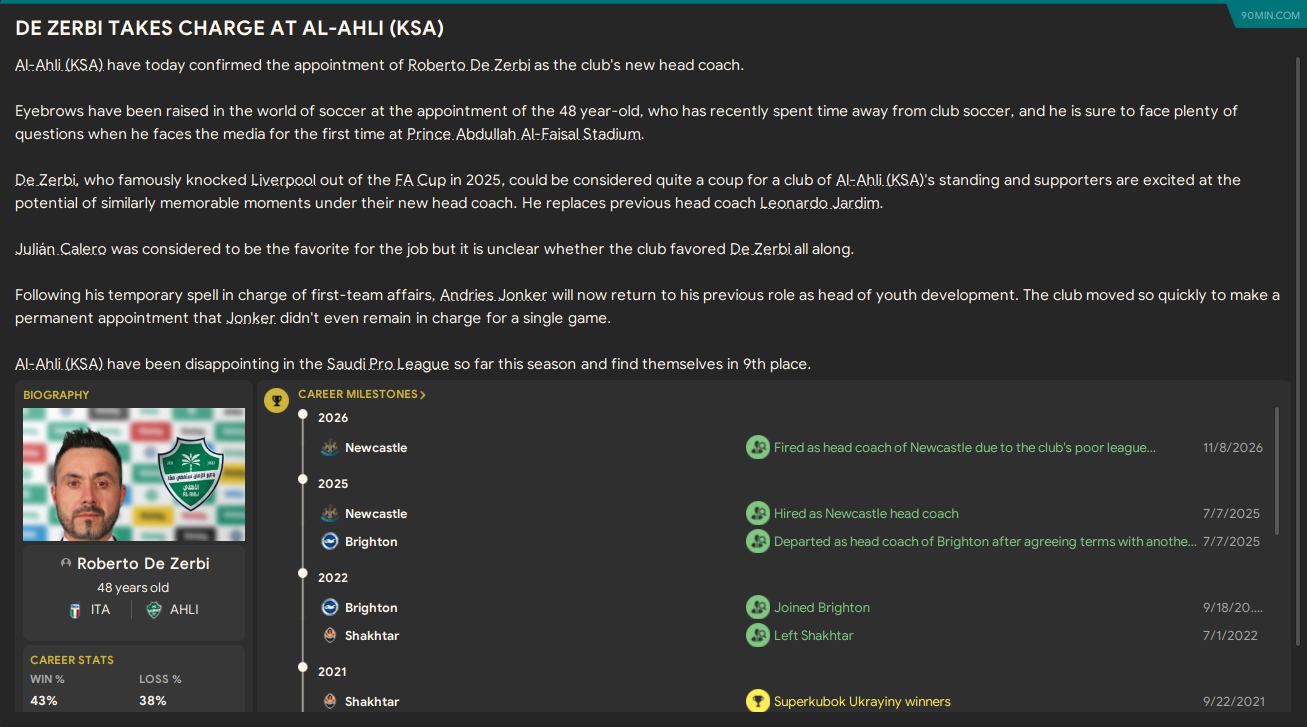 90MIN.COM
DE ZERBI TAKES CHARGE AT AL-AHLI (KSA)
Al-Ahli (KSA) have today confirmed the appointment of Roberto De Zerbi as the club's new head coach.
Eyebrows have been raised in the world of soccer at the appointment of the 48 year-old, who has recently spent time away from club soccer, and he is sure to face plenty of
questions when he faces the media for the first time at Prince Abdullah Al-Faisal Stadium.
De Zerbi, who famously knocked Liverpool out of the FA Cup in 2025, could be considered quite a coup for a club of Al-Ahli (KSA)'s standing and supporters are excited at the
potential of similarly memorable moments under their new head coach. He replaces previous head coach Leonardo Jardim.
Julián Calero was considered to be the favorite for the job but it is unclear whether the club favored De Zerbi all along.
Following his temporary spell in charge of first-team affairs, Andries Jonker will now return to his previous role as head of youth development. The club moved so quickly to make a
permanent appointment that Jonker didn't even remain in charge for a single game.
Al-Ahli (KSA) have been disappointing in the Saudi Pro League so far this season and find themselves in 9th place.
BIOGRAPHY
Roberto De Zerbi
48 years old
ITA AHLI
CAREER STATS
WIN % LOSS %
43% 38%
CAREER MILESTONES >
2026
Newcastle Fired as head coach of Newcastle due to the club's poor league... 11/8/2026
2025
Newcastle Hired as Newcastle head coach 7/7/2025
Brighton Departed as head coach of Brighton after agreeing terms with anothe... 7/7/2025
2022
Brighton Joined Brighton 9/18/20....
Shakhtar Left Shakhtar 7/1/2022
2021
Shakhtar Superkubok Ukrayiny winners 9/22/2021